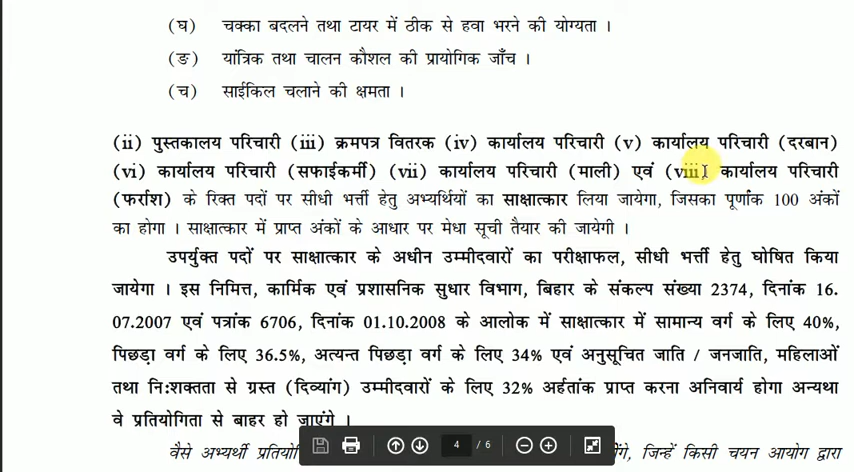 (घ) चक्का बदलने तथा टायर में ठीक से हवा भरने की योग्यता ।
(ङ) यांत्रिक तथा चालन कौशल की प्रायोगिक जाँच ।
(च) साईकिल चलाने की क्षमता ।
(ii) पुस्तकालय परिचारी (iii) क्रमपत्र वितरक (iv) कार्यालय परिचारी (v) कार्यालय परिचारी (दरबान)
(vi) कार्यालय परिचारी (सफाईकर्मी) (vii) कार्यालय परिचारी (माली) एवं (viii) कार्यालय परिचारी
(फर्राश) के रिक्त पदों पर सीधी भर्त्ती हेतु अभ्यर्थियों का साक्षात्कार लिया जायेगा, जिसका पूर्णांक 100 अंकों
का होगा । साक्षात्कार में प्राप्त अंकों के आधार पर मेधा सूची तैयार की जायेगी ।
उपर्युक्त पदों पर साक्षात्कार के अधीन उम्मीदवारों का परीक्षाफल, सीधी भर्त्ती हेतु घोषित किया
जायेगा । इस निमित्त, कार्मिक एवं प्रशासनिक सुधार विभाग, बिहार के संकल्प संख्या 2374, दिनांक 16.
07.2007 एवं पत्रांक 6706, दिनांक 01.10.2008 के आलोक में साक्षात्कार में सामान्य वर्ग के लिए 40%,
पिछड़ा वर्ग के लिए 36.5%, अत्यन्त पिछड़ा वर्ग के लिए 34% एवं अनुसूचित जाति / जनजाति, महिलाओं
तथा नि:शक्तता से ग्रस्त (दिव्यांग) उम्मीदवारों के लिए 32% अर्हतांक प्राप्त करना अनिवार्य होगा अन्यथा
वे प्रतियोगिता से बाहर हो जाएंगे ।
4 / 6
वैसे अभ्यर्थी जिन्हें किसी चयन आयोग द्वारा